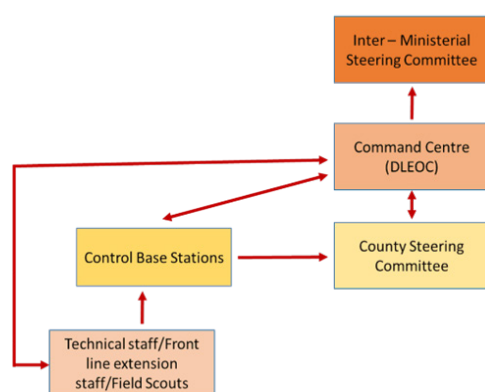 Inter – Ministerial
Steering Committee
Command Centre
(DLEOC)
Control Base Stations
County Steering
Committee
Technical staff/Front
line extension
staff/Field Scouts